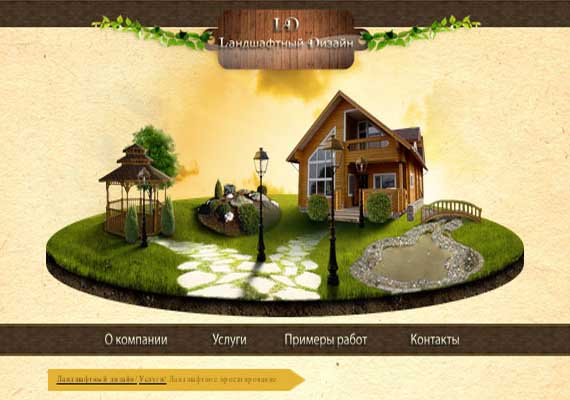 LD
Ландшафтный Дизайн
О компании Услуги Примеры работ Контакты
Ландшафтный дизайн/ Услуги/ Ландшафтное проектирование